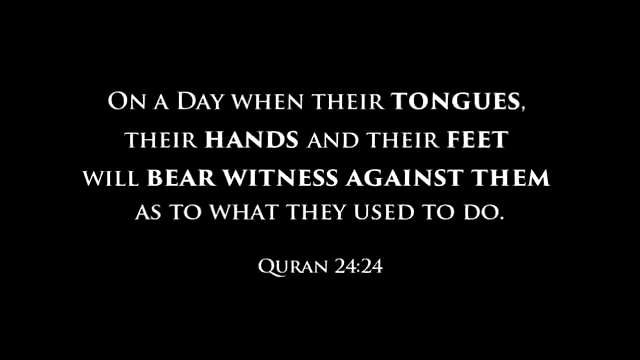 On a Day when their TONGUES,
their HANDS and their FEET
will BEAR WITNESS AGAINST THEM
as to what they used to do.
Quran 24:24